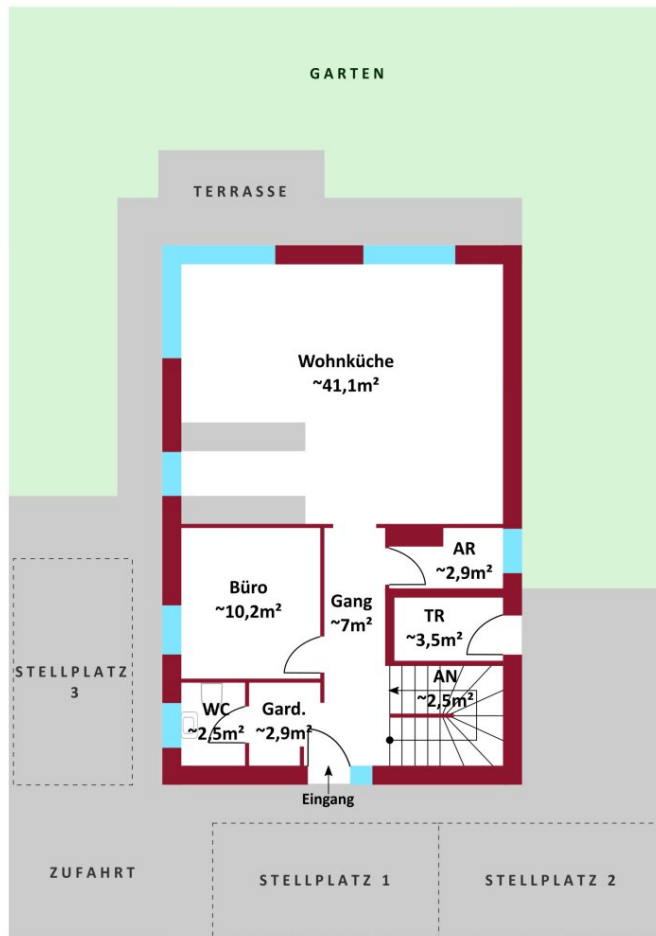 GARTEN
TERRASSE
Wohnküche
~41,1m²
AR
~2,9m²
Büro
~10,2m²
Gang
~7m²
TR
~3,5m²
STELLPLATZ
3
AN
~2,5m²
WC
~2,5m²
Gard.
~2,9m²
Eingang
ZUFAHRT
STELLPLATZ 1
STELLPLATZ 2